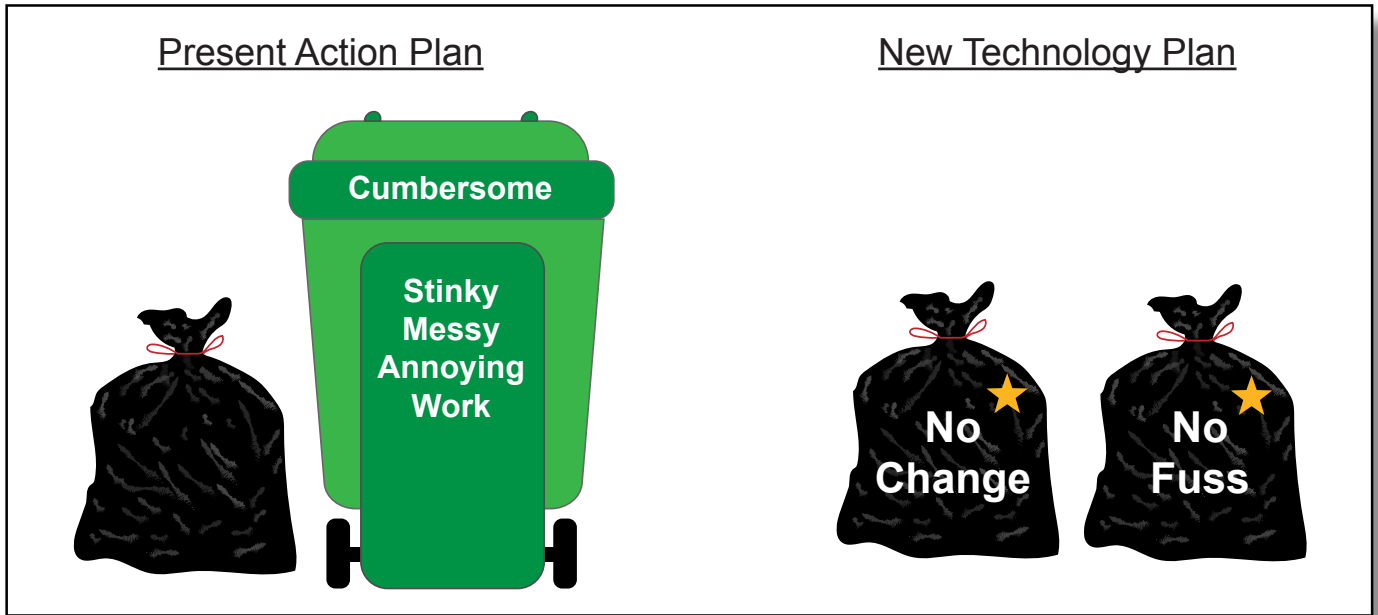 Present Action Plan
New Technology Plan
Cumbersome
Stinky
Messy
Annoying
Work
No
Change
No
Fuss